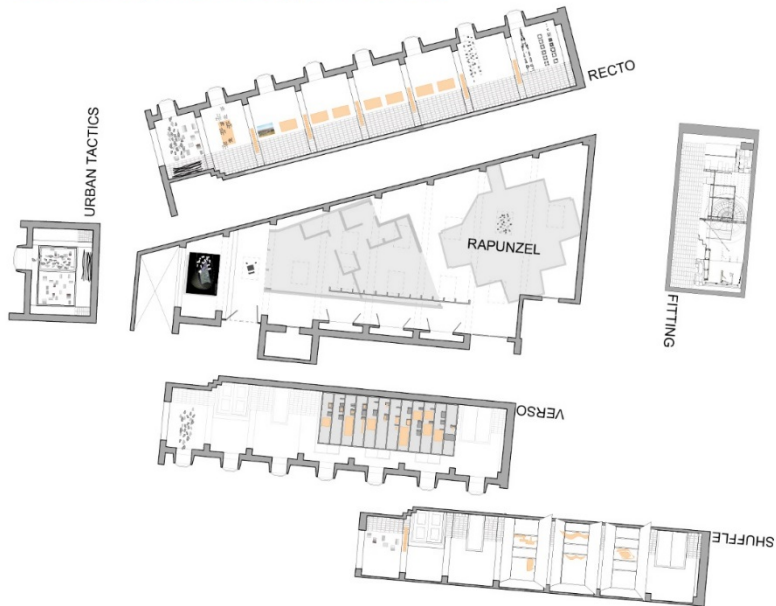 RECTO
URBAN TACTICS
RAPUNZEL
FITTING
VERSO
SHUFFLE